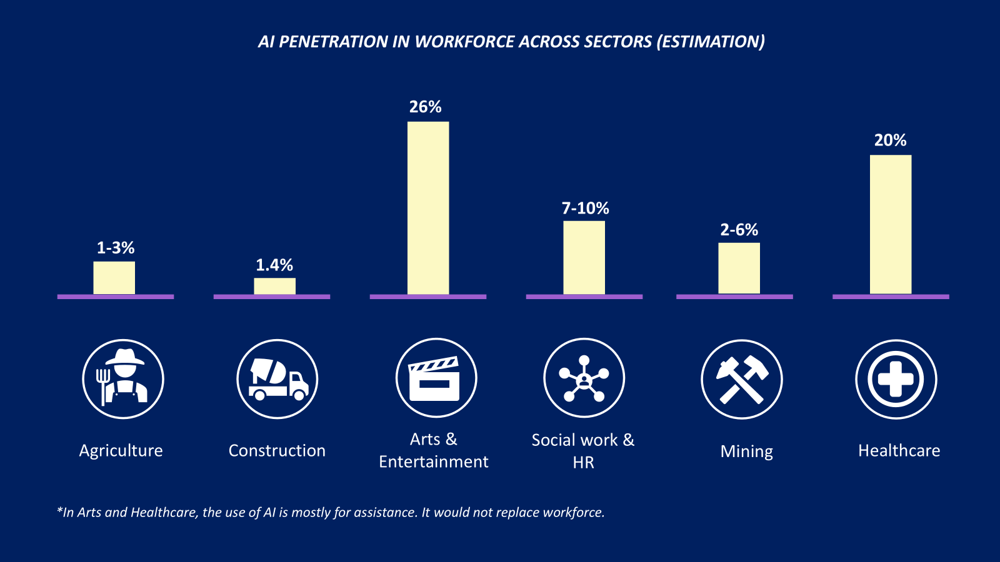 AI PENETRATION IN WORKFORCE ACROSS SECTORS (ESTIMATION)
1-3%
1.4%
26%
7-10%
2-6%
20%
Agriculture
Construction
Arts &
Entertainment
Social work &
HR
Mining
Healthcare
*In Arts and Healthcare, the use of AI is mostly for assistance. It would not replace workforce.